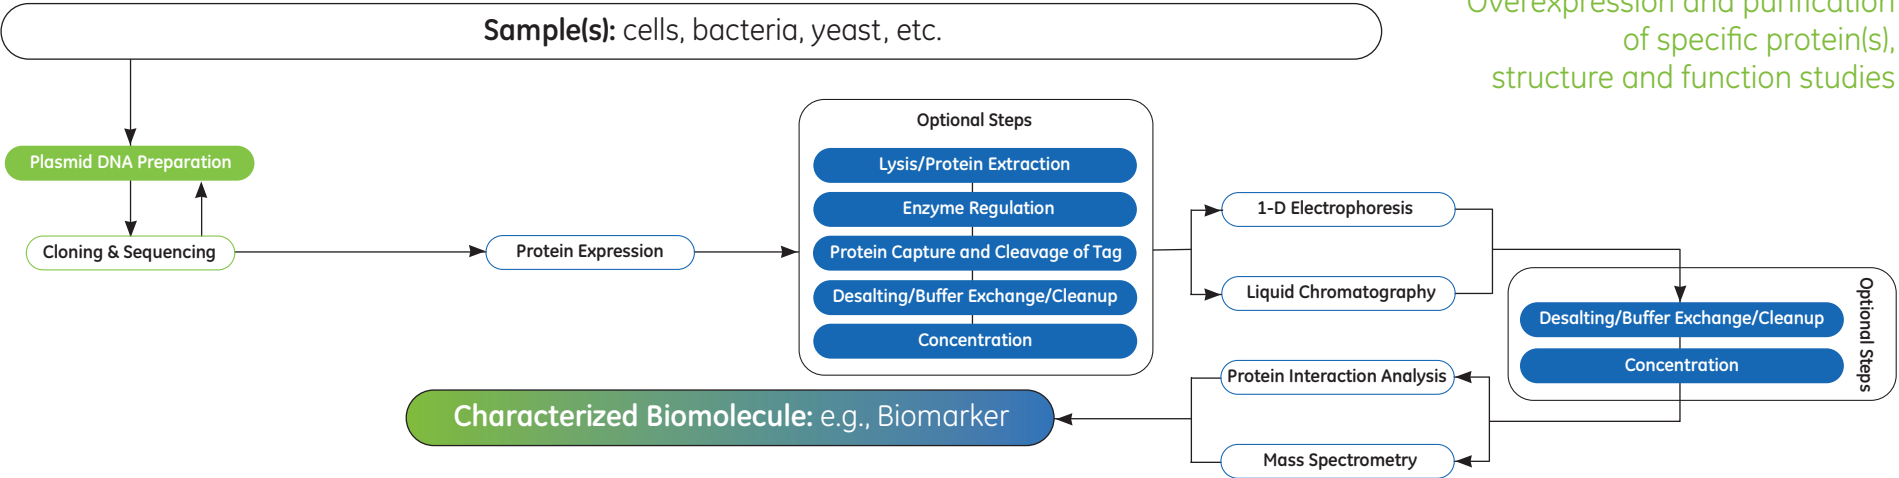 Sample(s): cells, bacteria, yeast, etc.
Overexpression and purification
of specific protein(s),
structure and function studies
Plasmid DNA Preparation
Cloning & Sequencing
Protein Expression
Optional Steps
Lysis/Protein Extraction
Enzyme Regulation
Protein Capture and Cleavage of Tag
Desalting/Buffer Exchange/Cleanup
Concentration
1-D Electrophoresis
Liquid Chromatography
Optional Steps
Desalting/Buffer Exchange/Cleanup
Concentration
Protein Interaction Analysis
Mass Spectrometry
Characterized Biomolecule: e.g., Biomarker